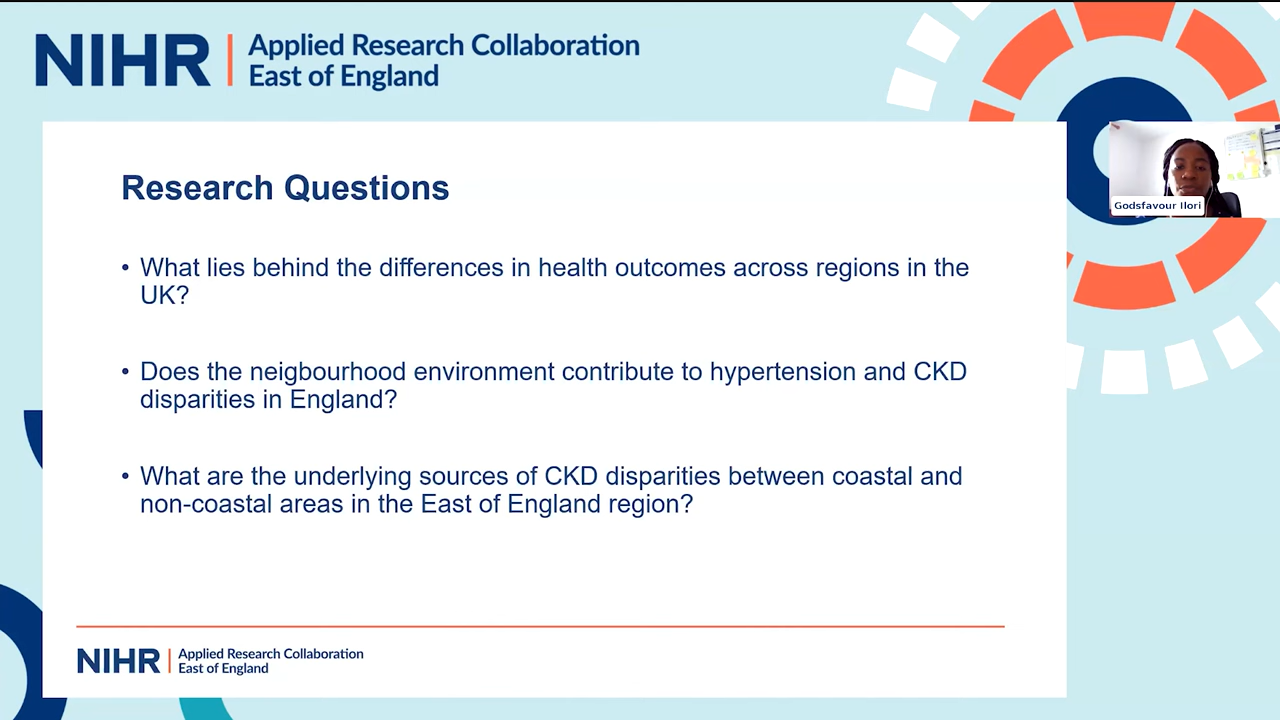 NIHR | Applied Research Collaboration
East of England
Godsfavour Ilori
Research Questions
• What lies behind the differences in health outcomes across regions in the
UK?
• Does the neigbourhood environment contribute to hypertension and CKD
disparities in England?
• What are the underlying sources of CKD disparities between coastal and
non-coastal areas in the East of England region?
NIHR | Applied Research Collaboration
East of England